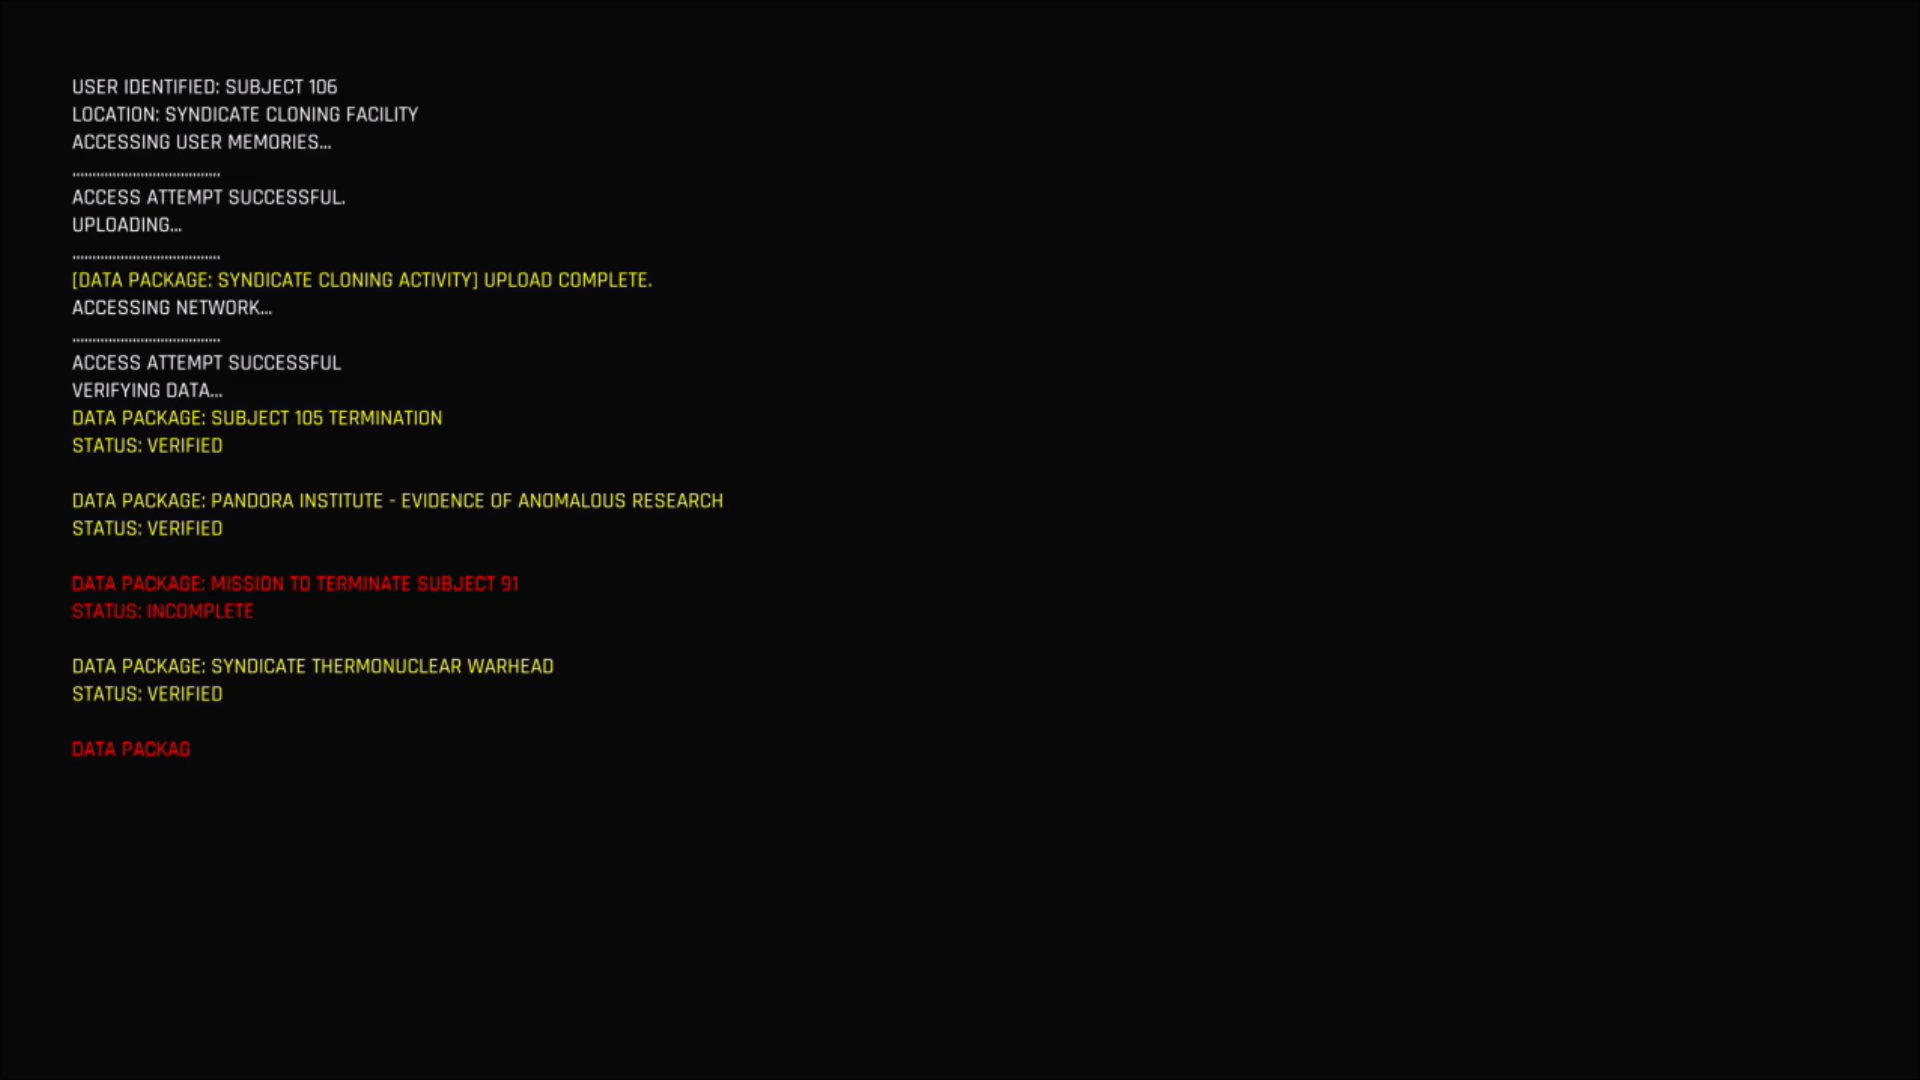 USER IDENTIFIED: SUBJECT 106
LOCATION: SYNDICATE CLONING FACILITY
ACCESSING USER MEMORIES...
.....................................
ACCESS ATTEMPT SUCCESSFUL.
UPLOADING...
.....................................
[DATA PACKAGE: SYNDICATE CLONING ACTIVITY] UPLOAD COMPLETE.
ACCESSING NETWORK...
.....................................
ACCESS ATTEMPT SUCCESSFUL
VERIFYING DATA...
DATA PACKAGE: SUBJECT 105 TERMINATION
STATUS: VERIFIED
DATA PACKAGE: PANDORA INSTITUTE - EVIDENCE OF ANOMALOUS RESEARCH
STATUS: VERIFIED
DATA PACKAGE: MISSION TO TERMINATE SUBJECT 91
STATUS: INCOMPLETE
DATA PACKAGE: SYNDICATE THERMONUCLEAR WARHEAD
STATUS: VERIFIED
DATA PACKAG